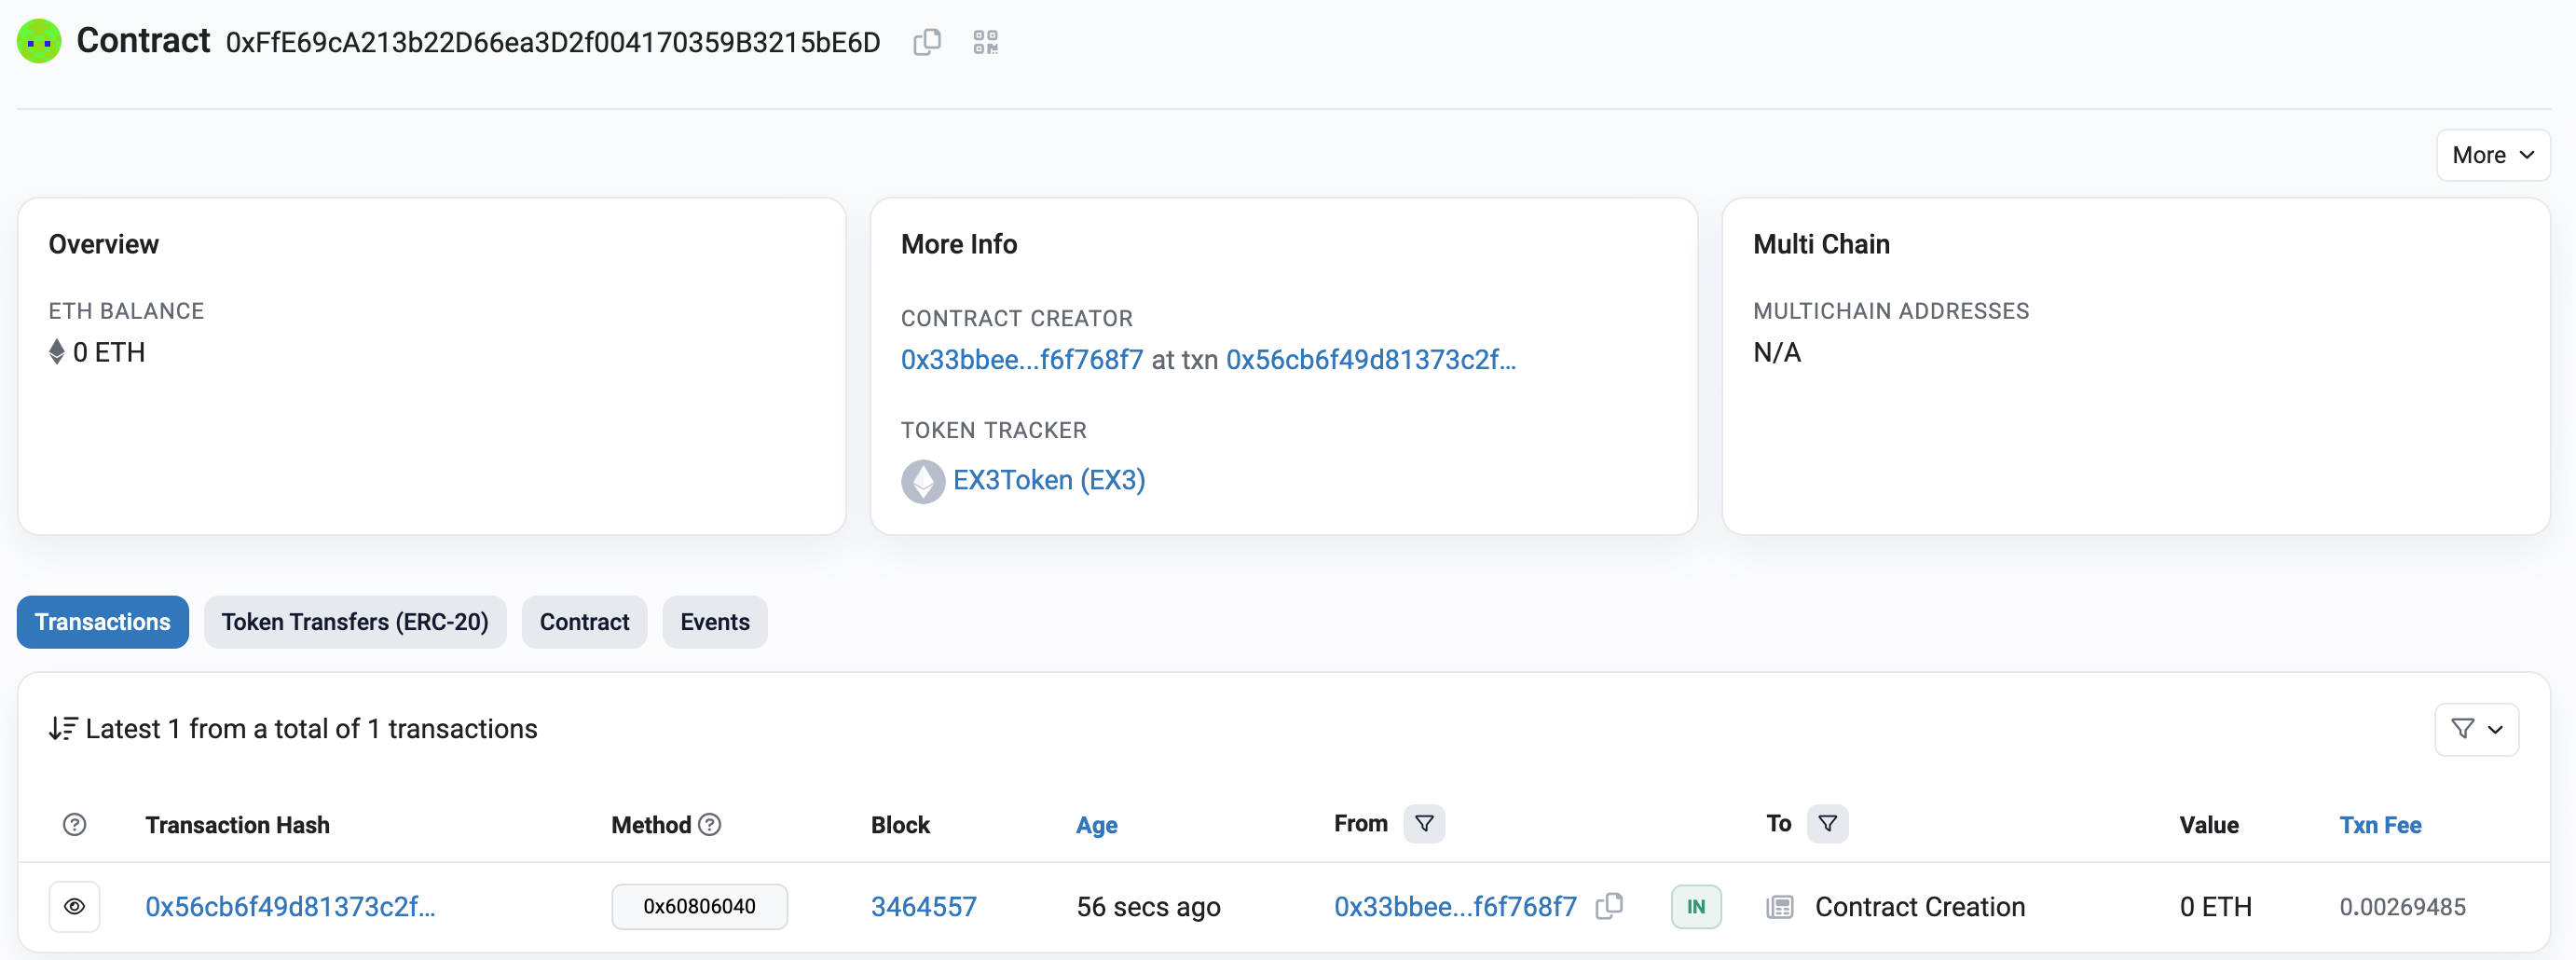 Contract 0xFfE69cA213b22D66ea3D2f004170359B3215bE6D
More
Overview
ETH BALANCE
0 ETH
More Info
CONTRACT CREATOR
0x33bbee...f6f768f7 at txn 0x56cb6f49d81373c2f...
TOKEN TRACKER
EX3Token (EX3)
Multi Chain
MULTICHAIN ADDRESSES
N/A
Transactions Token Transfers (ERC-20) Contract Events
Latest 1 from a total of 1 transactions
Transaction Hash Method Block Age From To Value Txn Fee
0x56cb6f49d81373c2f... 0x60806040 3464557 56 secs ago 0x33bbee...f6f768f7 IN Contract Creation 0 ETH 0.00269485